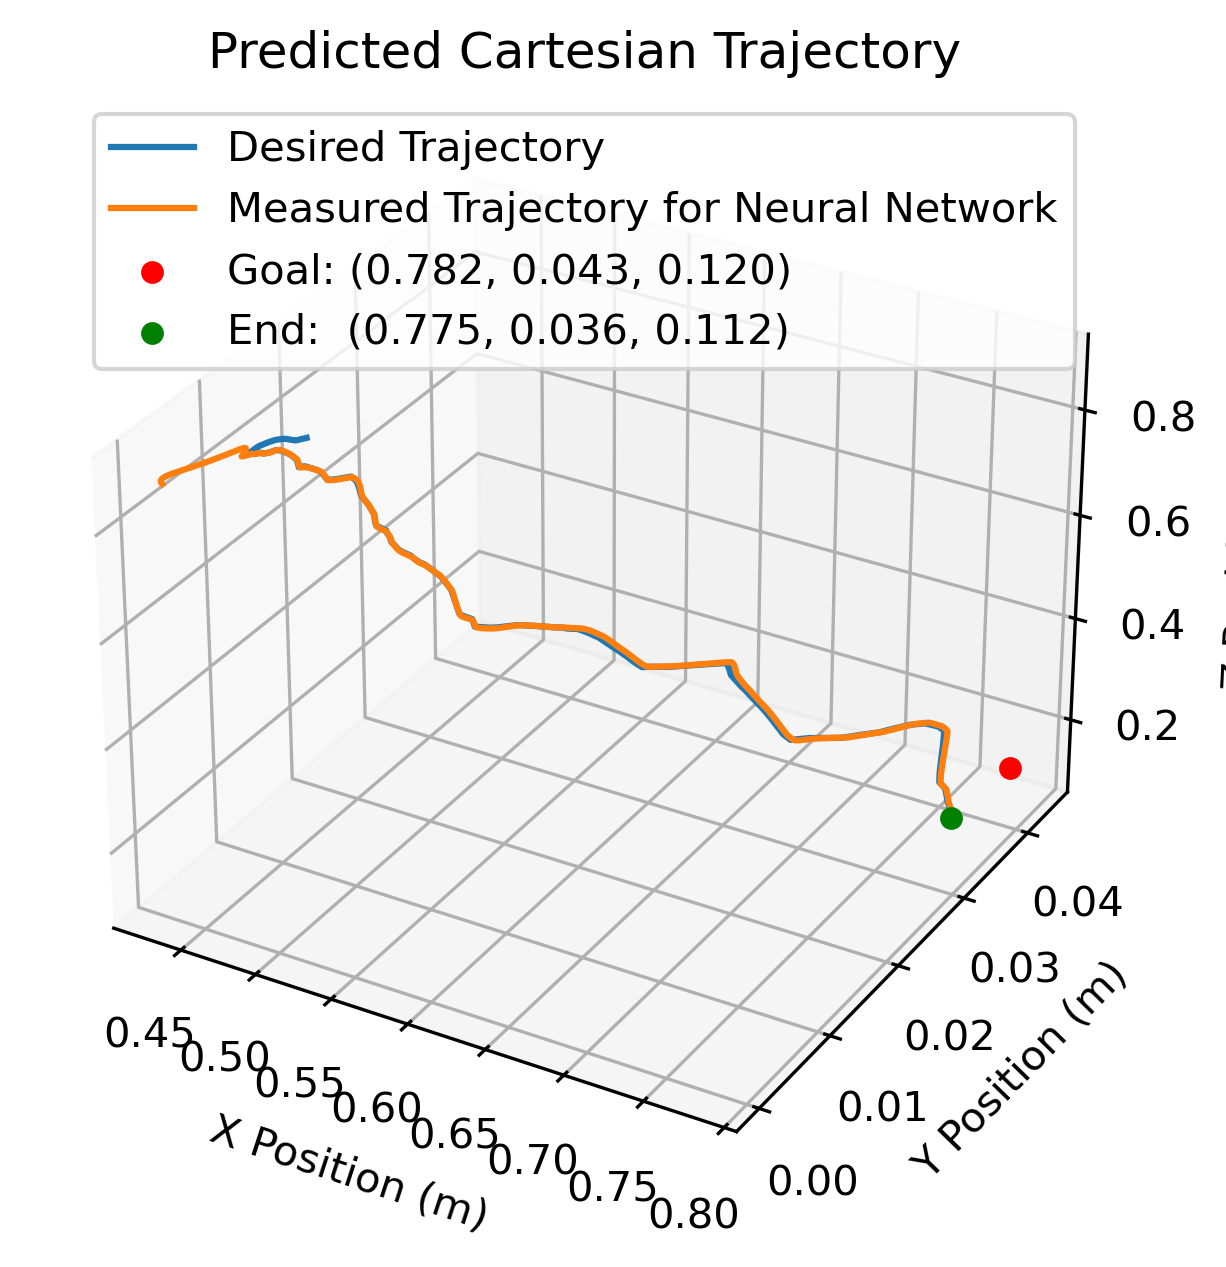 Predicted Cartesian Trajectory
Desired Trajectory
Measured Trajectory for Neural Network
Goal: (0.782, 0.043, 0.120)
End: (0.775, 0.036, 0.112)
0.8
0.6
0.4
0.2
0.04
0.03
0.02
0.01
0.00
Y Position (m)
0.45
0.50
0.55
0.60
0.65
0.70
0.75
0.80
X Position (m)